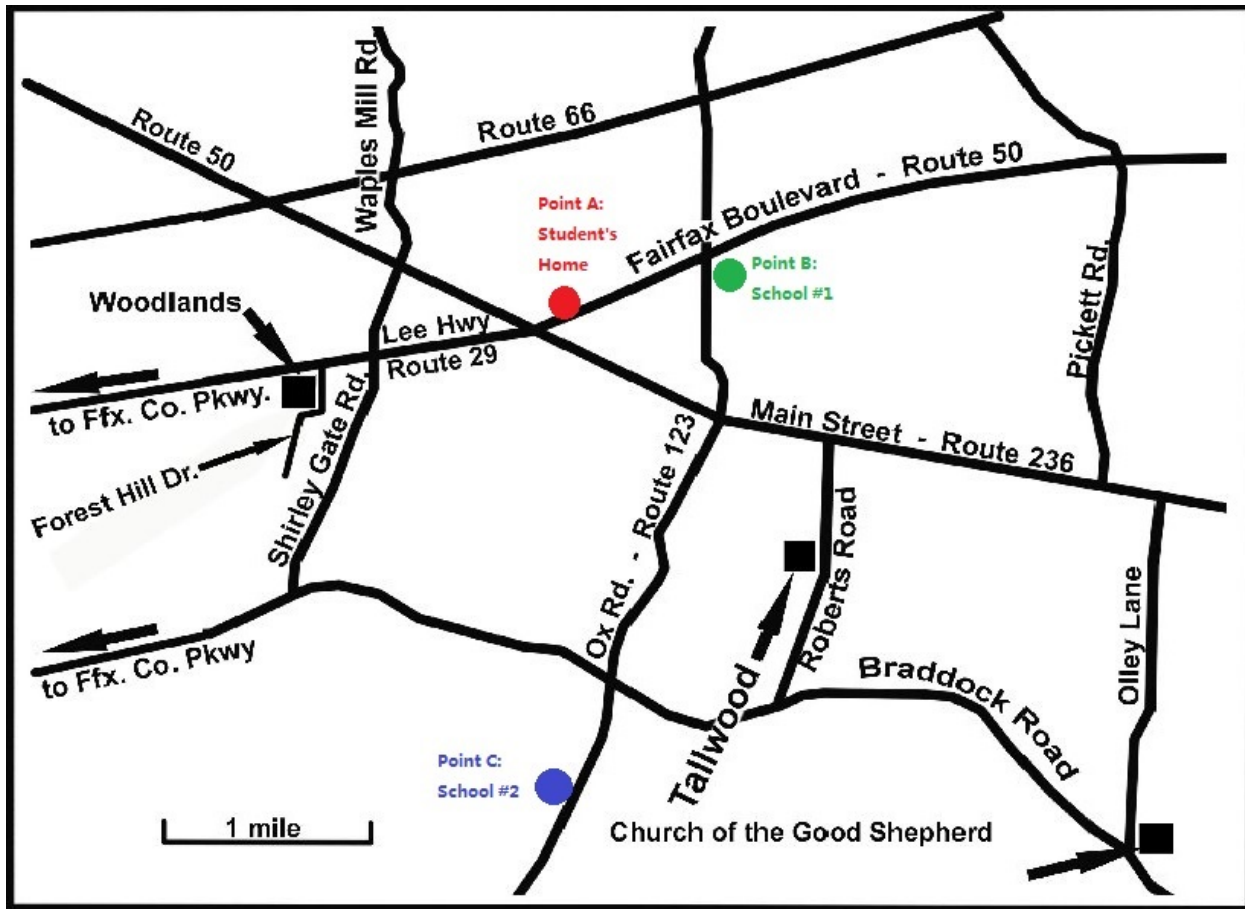 Waples Mill Rd.
Route 50
Route 66
Point A:
Student's
Home
Fairfax Boulevard - Route 50
Point B:
School #1
Pickett Rd.
Woodlands
Lee Hwy
Route 29
to Ffx. Co. Pkwy.
Forest Hill Dr.
Shirley Gate Rd.
Main Street - Route 236
Ox Rd. - Route 123
Roberts Road
to Ffx. Co. Pkwy
Tallwood
Braddock Road
Olley Lane
Point C:
School #2
1 mile
Church of the Good Shepherd